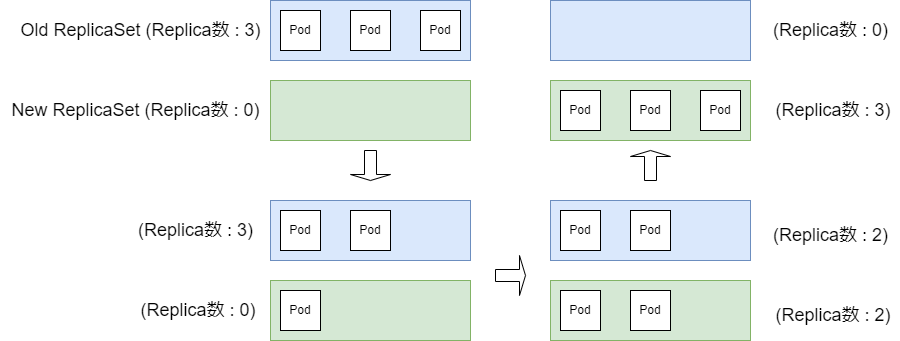 Old ReplicaSet (Replica数 : 3)
Pod Pod Pod
(Replica数 : 0)
New ReplicaSet (Replica数 : 0)
Pod Pod Pod
(Replica数 : 3)
(Replica数 : 3)
Pod Pod
Pod Pod
(Replica数 : 2)
(Replica数 : 0)
Pod
Pod Pod
(Replica数 : 2)